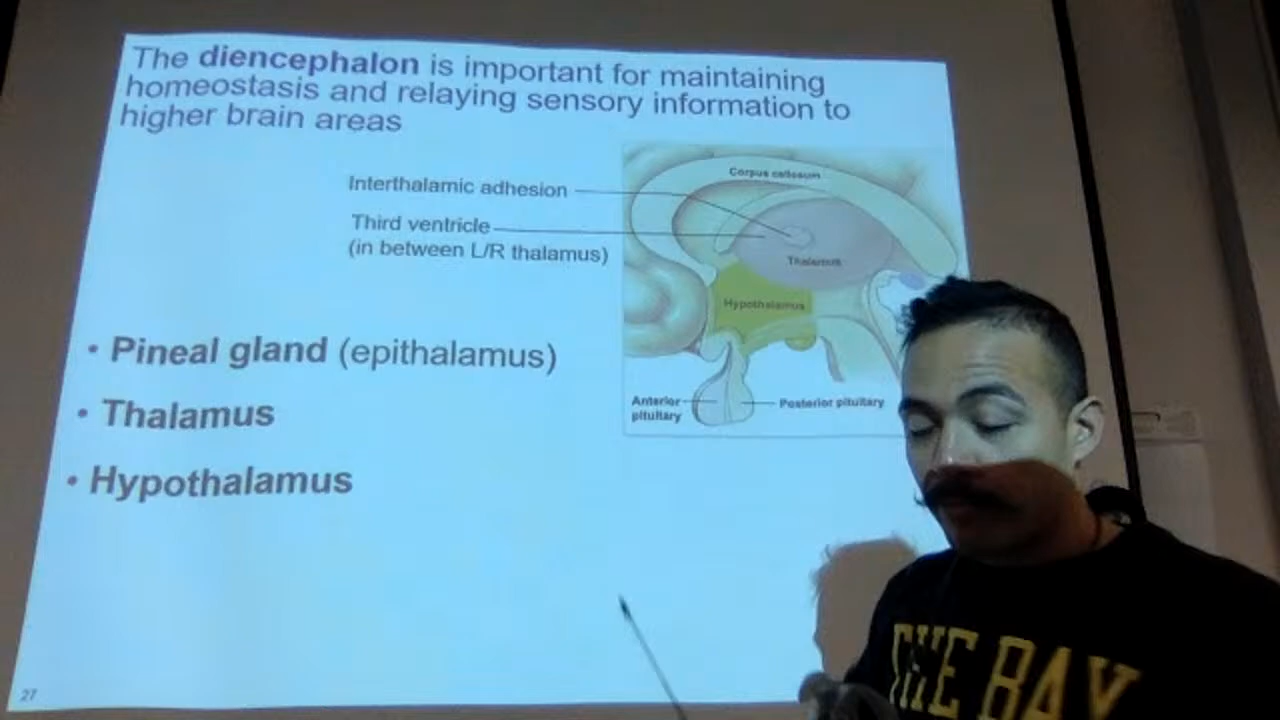 The diencephalon is important for maintaining
homeostasis and relaying sensory information to
higher brain areas
Corpus callosum
Interthalamic adhesion
Third ventricle
(in between L/R thalamus)
Thalamus
Hypothalamus
• Pineal gland (epithalamus)
Anterior
pituitary
Posterior pituitary
• Thalamus
• Hypothalamus
THE BAY
27